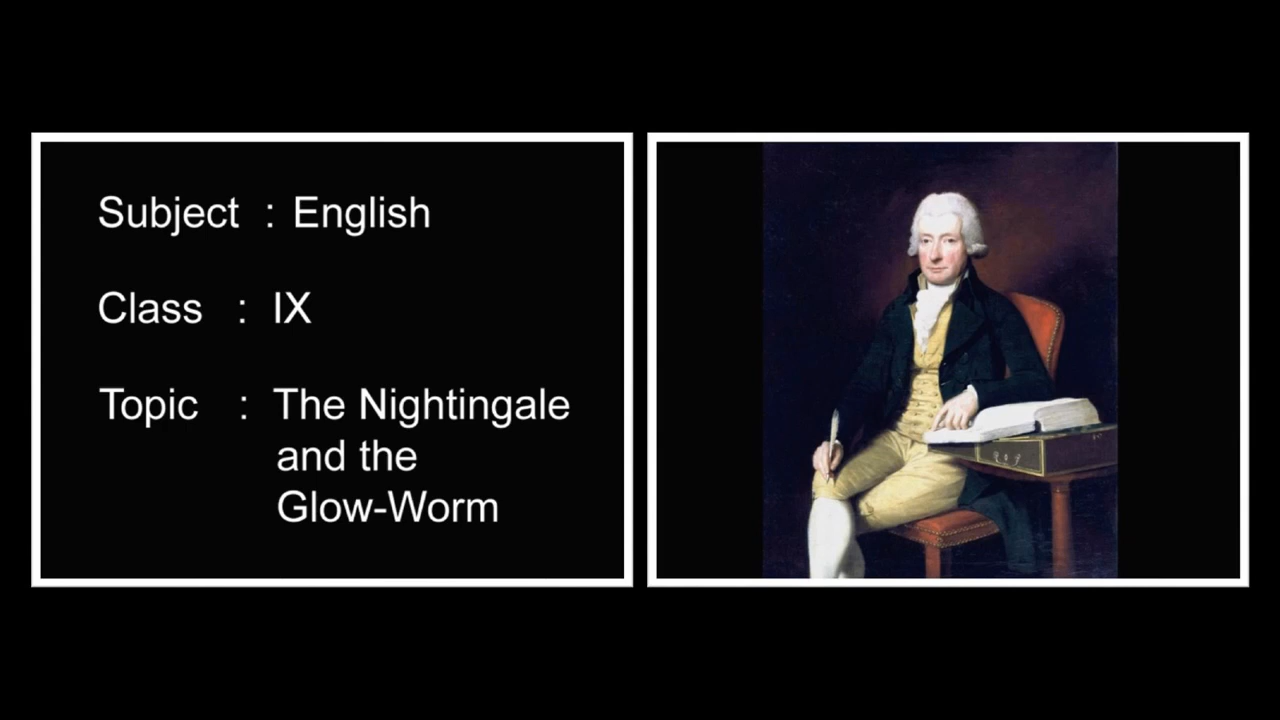 Subject : English
Class : IX
Topic : The Nightingale
and the
Glow-Worm